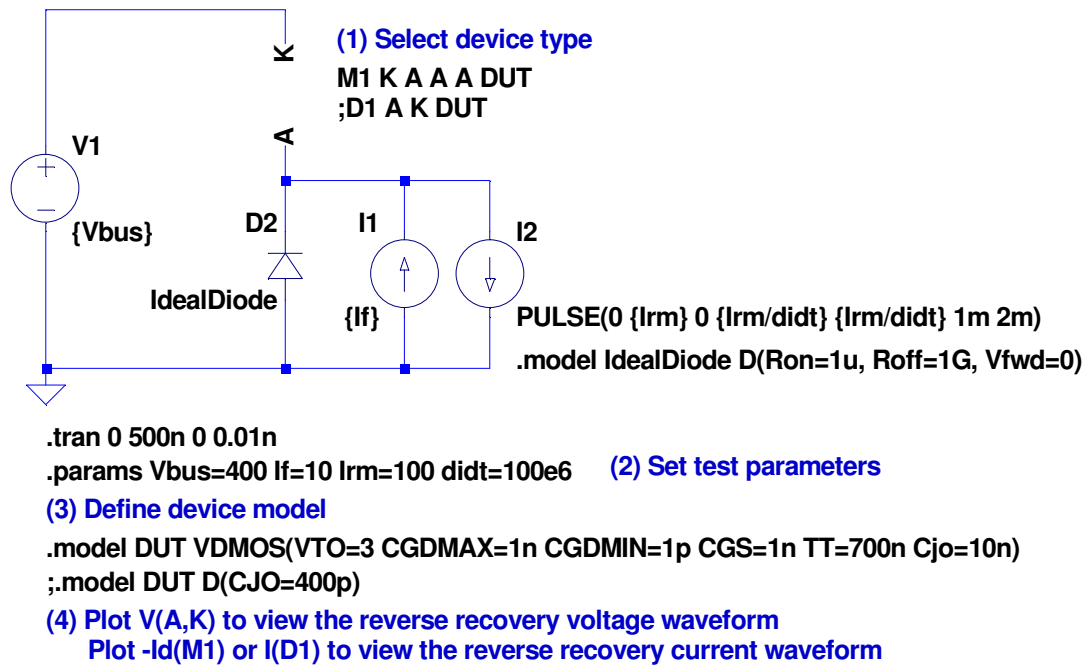 (1) Select device type
K
M1 K A A A DUT
;D1 A K DUT
A
V1
{Vbus}
D2
I1
I2
IdealDiode
{If}
PULSE(0 {Irm} 0 {Irm/didt} {Irm/didt} 1m 2m)
.model IdealDiode D(Ron=1u, Roff=1G, Vfwd=0)
.tran 0 500n 0 0.01n
.params Vbus=400 If=10 Irm=100 didt=100e6 (2) Set test parameters
(3) Define device model
.model DUT VDMOS(VTO=3 CGDMAX=1n CGDMIN=1p CGS=1n TT=700n Cjo=10n)
;.model DUT D(CJO=400p)
(4) Plot V(A,K) to view the reverse recovery voltage waveform
Plot -Id(M1) or I(D1) to view the reverse recovery current waveform